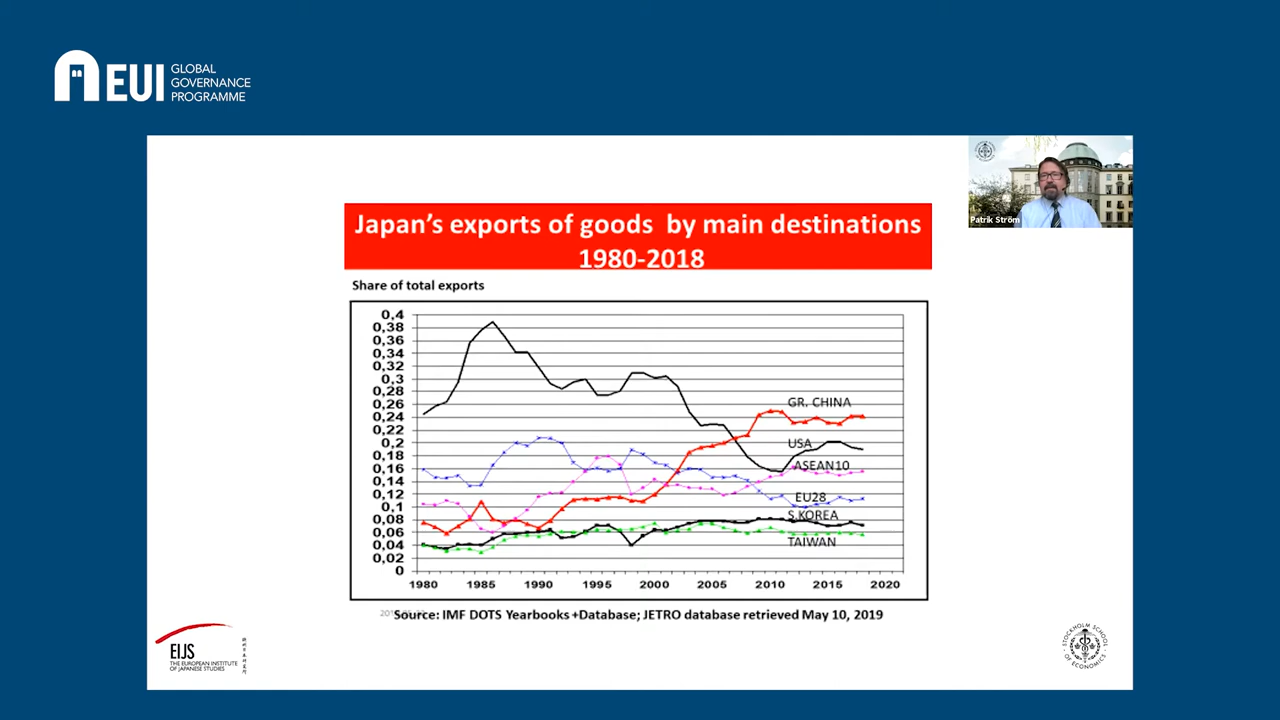 EUI
GLOBAL
GOVERNANCE
PROGRAMME
Patrik Ström
Japan's exports of goods by main destinations
1980-2018
Share of total exports
0,4
0,38
0,36
0,34
0,32
0,3
0,28
0,26
0,24
0,22
0,2
0,18
0,16
0,14
0,12
0,1
0,08
0,06
0,04
0,02
0
GR. CHINA
USA
ASEAN10
EU28
S.KOREA
TAIWAN
1980 1985 1990 1995 2000 2005 2010 2015 2020
Source: IMF DOTS Yearbooks +Database; JETRO database retrieved May 10, 2019
EIJS
THE EUROPEAN INSTITUTE
OF JAPANESE STUDIES
STOCKHOLM SCHOOL
OF ECONOMICS